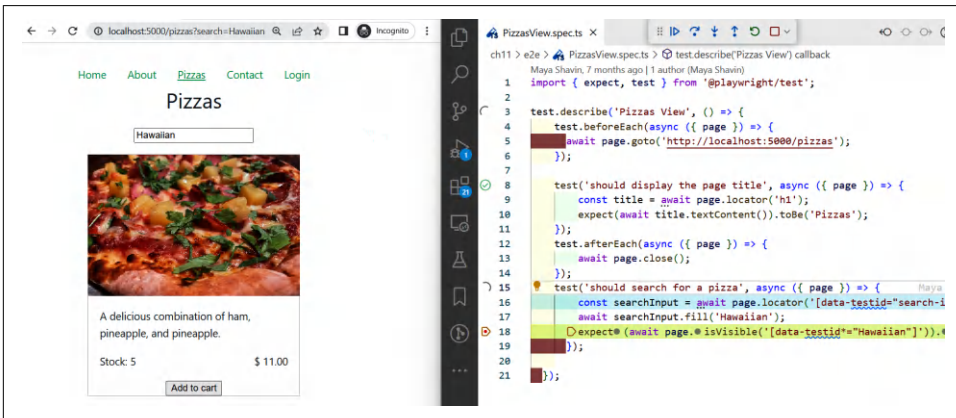 localhost:5000/pizzas?search=Hawaiian
Incognito
Home About Pizzas Contact Login
Pizzas
Hawaiian
A delicious combination of ham,
pineapple, and pineapple.
Stock: 5 $ 11.00
Add to cart
1
21
PizzasView.spec.ts
ch11 > e2e > PizzasView.spec.ts > test.describe('Pizzas View') callback
Maya Shavin, 7 months ago | 1 author (Maya Shavin)
1 import { expect, test } from '@playwright/test';
2
3 test.describe('Pizzas View', () => {
4 test.beforeEach(async ({ page }) => {
5 await page.goto('http://localhost:5000/pizzas');
6 });
7
8 test('should display the page title', async ({ page }) => {
9 const title = await page.locator('h1');
10 expect(await title.textContent()).toBe('Pizzas');
11 });
12 test.afterEach(async ({ page }) => {
13 await page.close();
14 });
15 test('should search for a pizza', async ({ page }) => { Maya
16 const searchInput = await page.locator('[data-testid="search-i
17 await searchInput.fill('Hawaiian');
18 expect (await page. isVisible('[data-testid*="Hawaiian"]')).
19 });
20
21 });